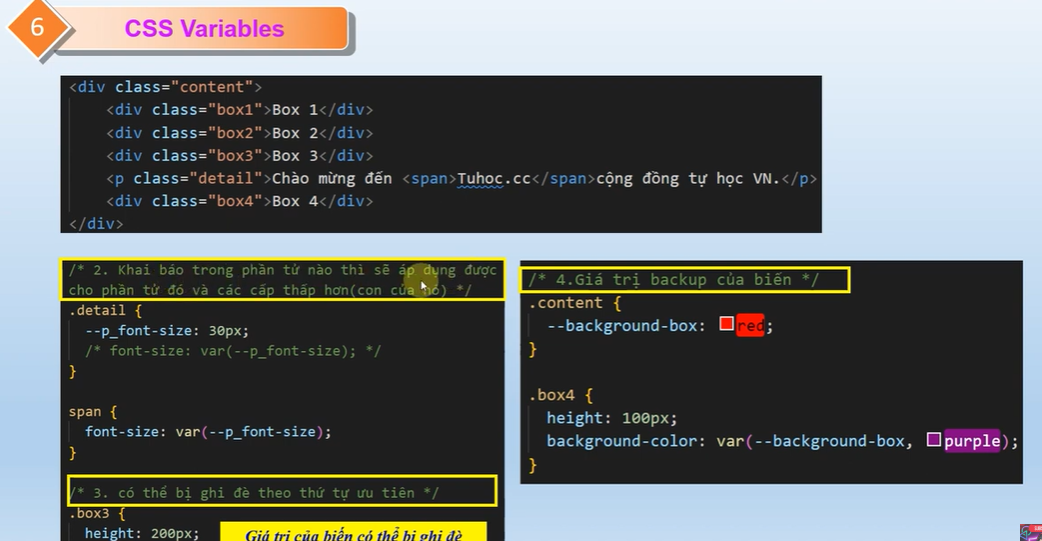 6
CSS Variables
<div class="content">
<div class="box1">Box 1</div>
<div class="box2">Box 2</div>
<div class="box3">Box 3</div>
<p class="detail">Chào mừng đến <span>Tuhoc.cc</span>cộng đồng tự học VN.</p>
<div class="box4">Box 4</div>
</div>
/* 2. Khai báo trong phần tử nào thì sẽ áp dụng được
cho phần tử đó và các cấp thấp hơn(con của nó) */
.detail {
--p_font-size: 30px;
/* font-size: var(--p_font-size); */
}
span {
font-size: var(--p_font-size);
}
/* 3. có thể bị ghi đè theo thứ tự ưu tiên */
.box3 {
height: 200px;
Giá trị của biến có thể bị ghi đè
/* 4.Giá trị backup của biến */
.content {
--background-box: red;
}
.box4 {
height: 100px;
background-color: var(--background-box, purple);
}